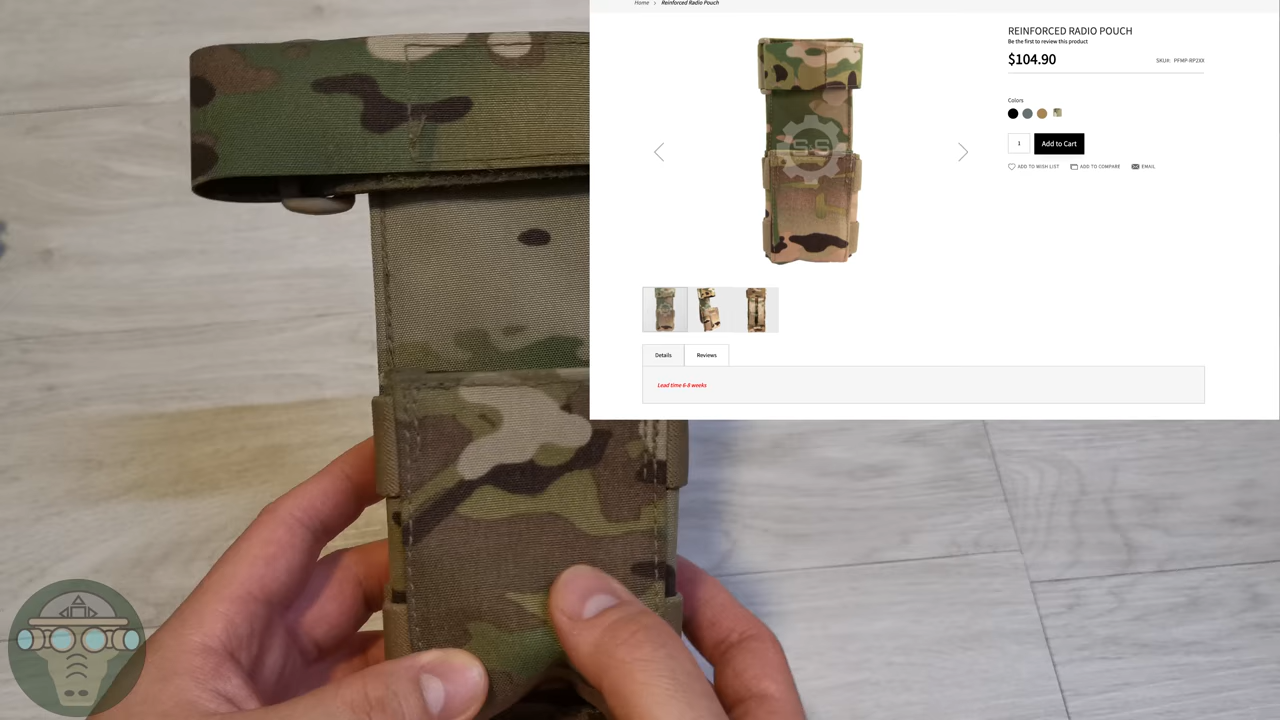 Home > Reinforced Radio Pouch
REINFORCED RADIO POUCH
Be the first to review this product
$104.90
SKU#: PFMP-RP2XX
Colors
1
Add to Cart
ADD TO WISH LIST
ADD TO COMPARE
EMAIL
S·S
Details
Reviews
Lead time 6-8 weeks